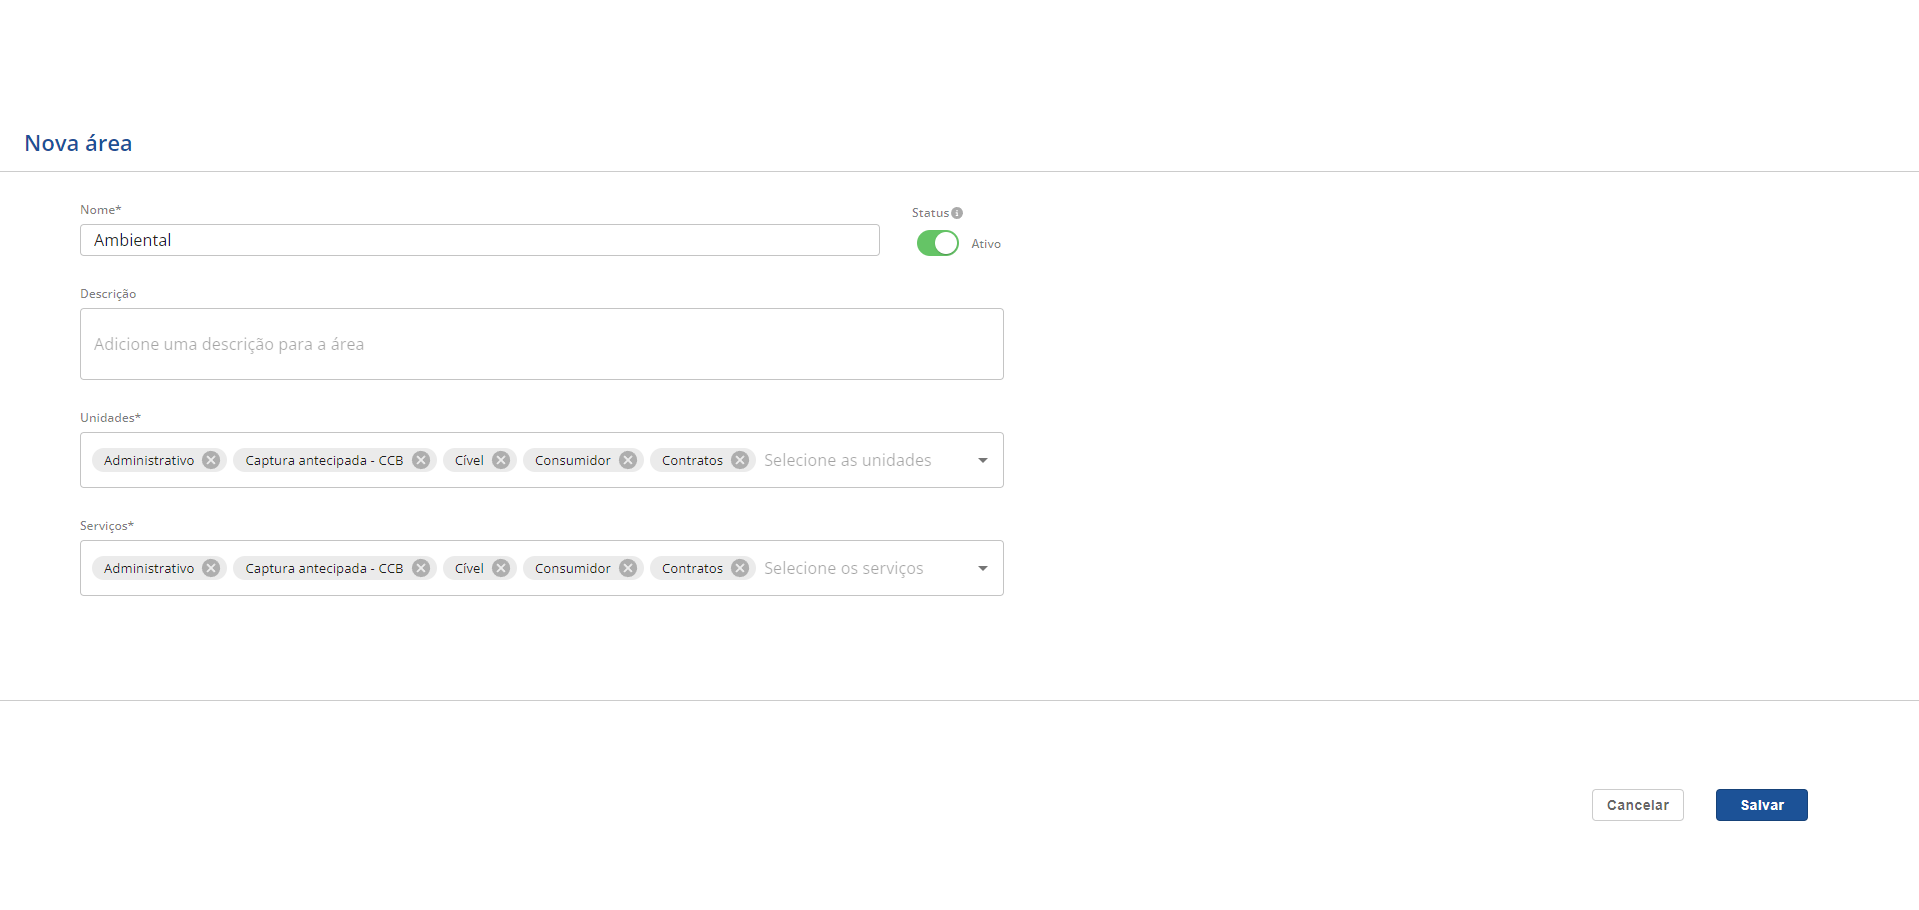 Nova área
Nome*
Status
Ambiental
Ativo
Descrição
Adicione uma descrição para a área
Unidades*
Administrativo Captura antecipada - CCB Cível Consumidor Contratos Selecione as unidades
Serviços*
Administrativo Captura antecipada - CCB Cível Consumidor Contratos Selecione os serviços
Cancelar Salvar